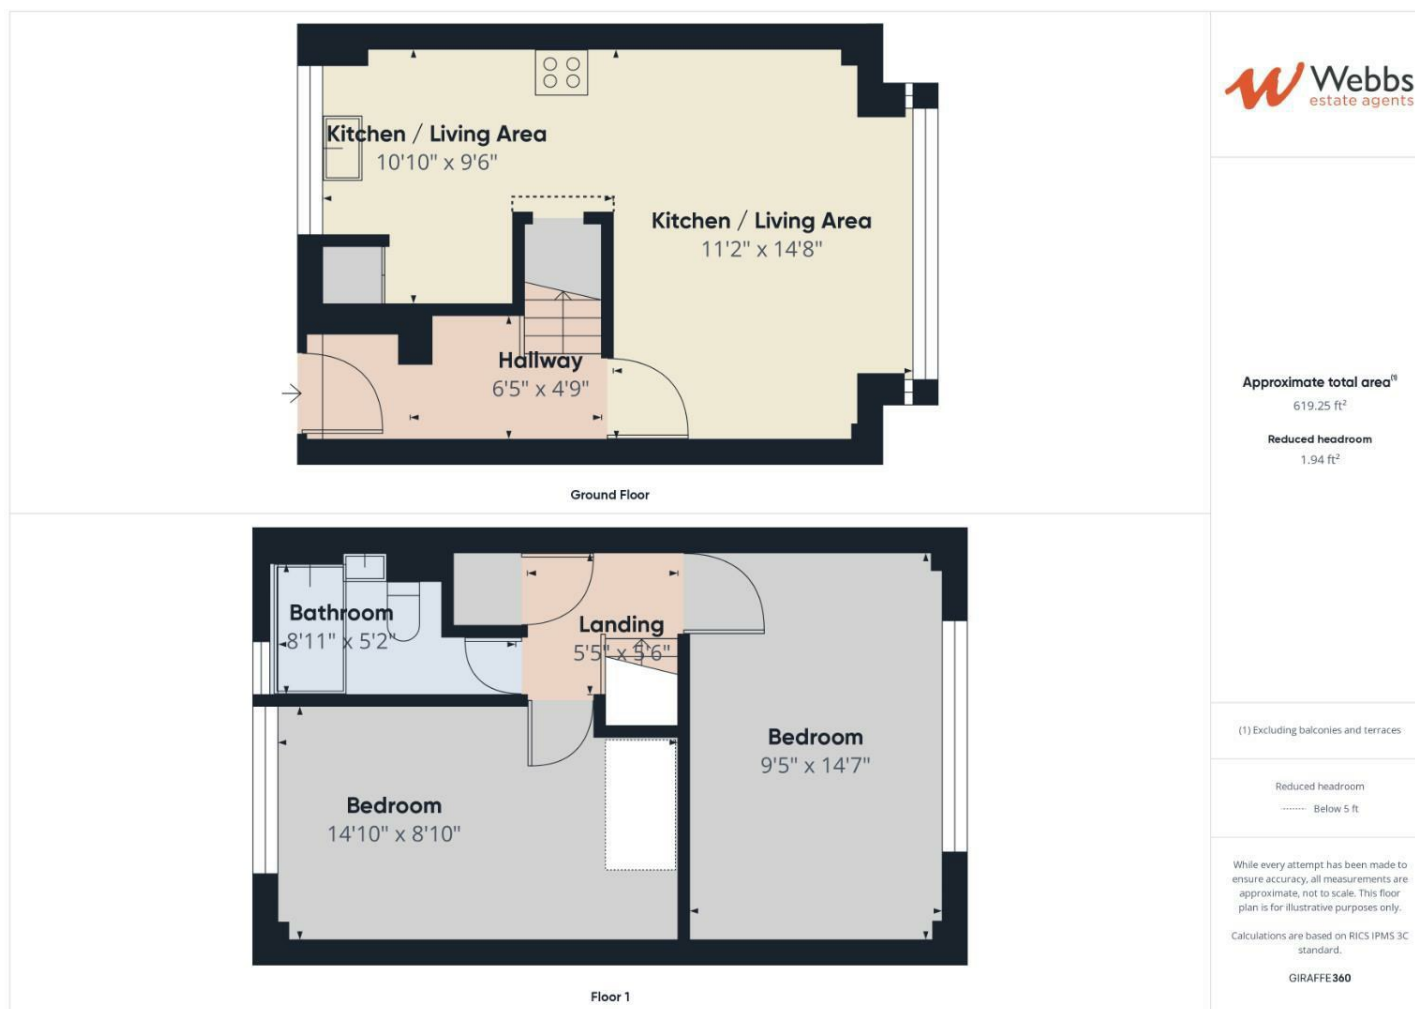 Kitchen / Living Area
10'10" x 9'6"
Kitchen / Living Area
11'2" x 14'8"
Hallway
6'5" x 4'9"
Ground Floor
Bathroom
8'11" x 5'2"
Landing
5'5" x 5'6"
Bedroom
9'5" x 14'7"
Bedroom
14'10" x 8'10"
Floor 1
Webbs
estate agents
Approximate total area⁽¹⁾
619.25 ft²
Reduced headroom
1.94 ft²
(1) Excluding balconies and terraces
Reduced headroom
Below 5 ft
While every attempt has been made to
ensure accuracy, all measurements are
approximate, not to scale. This floor
plan is for illustrative purposes only.
Calculations are based on RICS IPMS 3C
standard.
GIRAFFE360